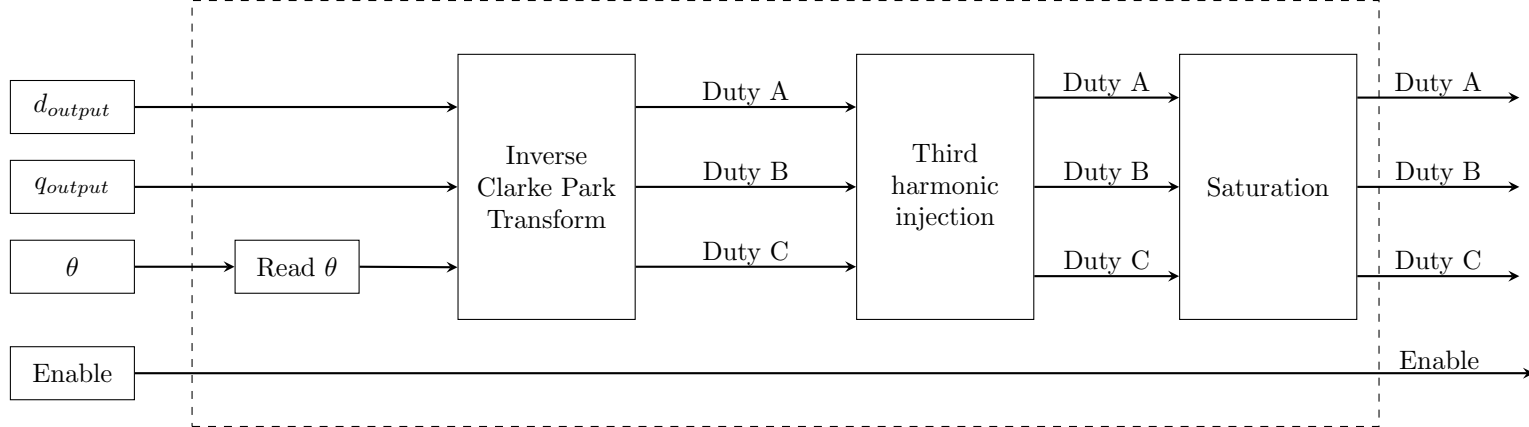 d_output
q_output
θ
Enable
Read θ
Inverse
Clarke Park
Transform
Duty A
Duty B
Duty C
Third
harmonic
injection
Duty A
Duty B
Duty C
Saturation
Duty A
Duty B
Duty C
Enable